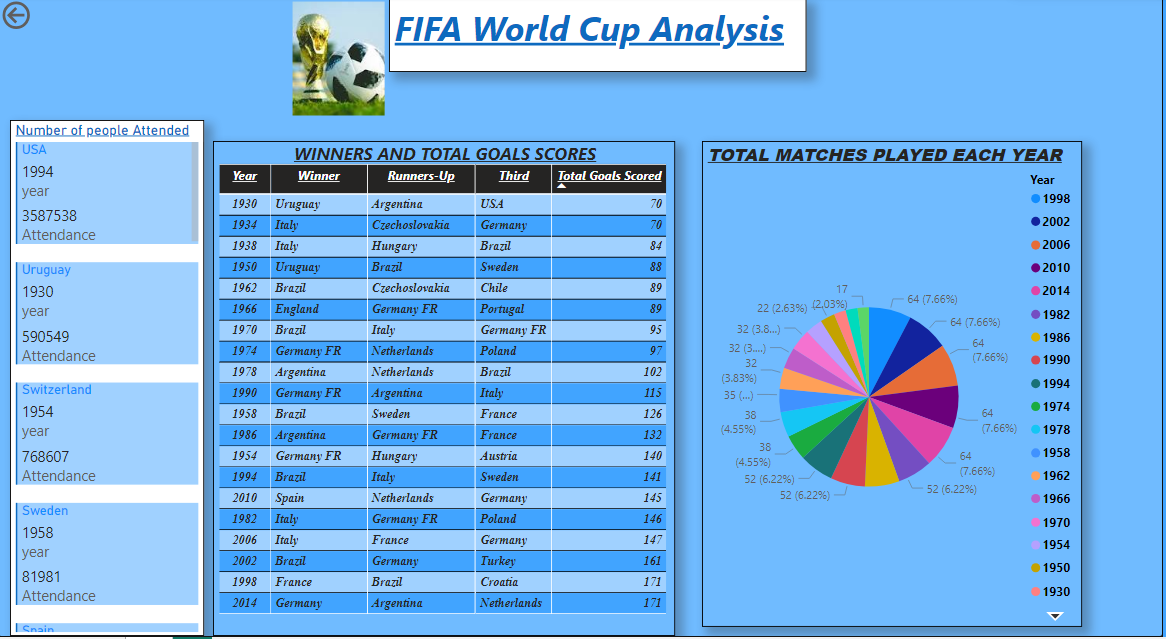 FIFA World Cup Analysis
Number of people Attended
USA
1994
year
3587538
Attendance
Uruguay
1930
year
590549
Attendance
Switzerland
1954
year
768607
Attendance
Sweden
1958
year
81981
Attendance
Spain
WINNERS AND TOTAL GOALS SCORES
Year Winner Runners-Up Third Total Goals Scored
1930 Uruguay Argentina USA 70
1934 Italy Czechoslovakia Germany 70
1938 Italy Hungary Brazil 84
1950 Uruguay Brazil Sweden 88
1962 Brazil Czechoslovakia Chile 89
1966 England Germany FR Portugal 89
1970 Brazil Italy Germany FR 95
1974 Germany FR Netherlands Poland 97
1978 Argentina Netherlands Brazil 102
1990 Germany FR Argentina Italy 115
1958 Brazil Sweden France 126
1986 Argentina Germany FR France 132
1954 Germany FR Hungary Austria 140
1994 Brazil Italy Sweden 141
2010 Spain Netherlands Germany 145
1982 Italy Germany FR Poland 146
2006 Italy France Germany 147
2002 Brazil Germany Turkey 161
1998 France Brazil Croatia 171
2014 Germany Argentina Netherlands 171
TOTAL MATCHES PLAYED EACH YEAR
64 (7.66%)
64 (7.66%)
64
(7.66%)
64
(7.66%)
64
(7.66%)
52 (6.22%)
52 (6.22%)
52 (6.22%)
38
(4.55%)
38
(4.55%)
35 (...)
32
(3.83%)
32 (3....)
32 (3.8...)
22 (2.63%)
17
(2.03%)
Year
1998
2002
2006
2010
2014
1982
1986
1990
1994
1974
1978
1958
1962
1966
1970
1954
1950
1930